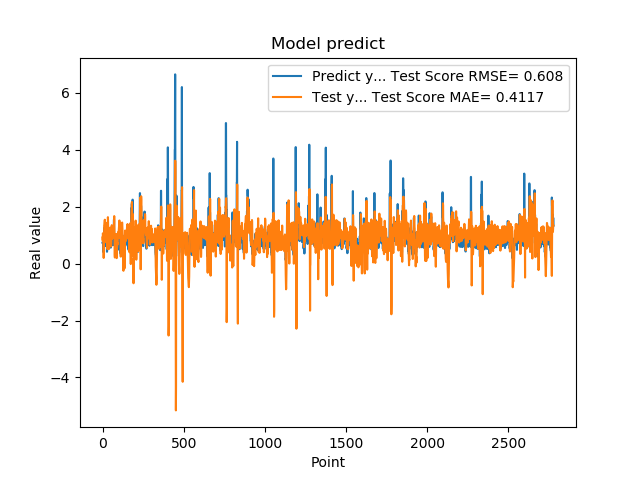 Model predict
Predict y... Test Score RMSE= 0.608
Test y... Test Score MAE= 0.4117
Real value
6
4
2
0
−2
−4
0 500 1000 1500 2000 2500
Point